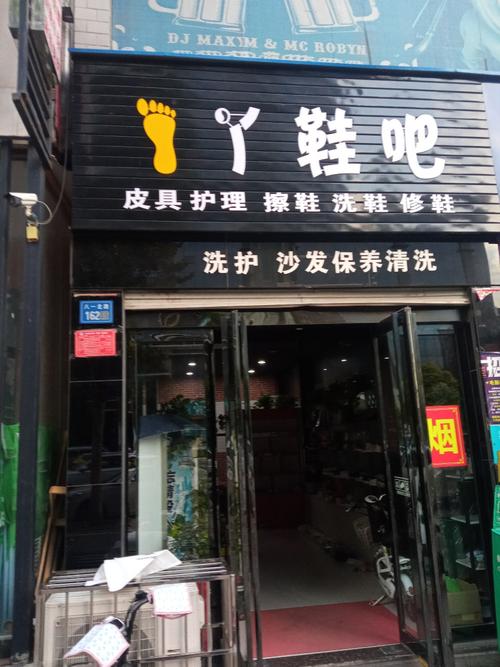 DJ MAXIM & MC ROBYN
丫鞋吧
皮具护理 擦鞋 洗鞋 修鞋
洗护 沙发保养清洗
八一北路
162
烟
招